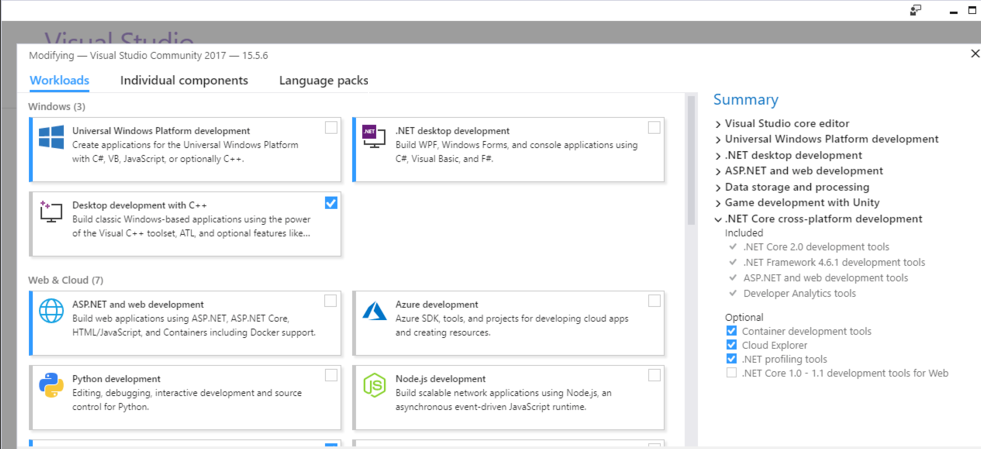 Visual Studio
Modifying — Visual Studio Community 2017 — 15.5.6
Workloads Individual components Language packs
Windows (3)
Universal Windows Platform development
Create applications for the Universal Windows Platform
with C#, VB, JavaScript, or optionally C++.
.NET
.NET desktop development
Build WPF, Windows Forms, and console applications using
C#, Visual Basic, and F#.
Desktop development with C++
Build classic Windows-based applications using the power
of the Visual C++ toolset, ATL, and optional features like...
Web & Cloud (7)
ASP.NET and web development
Build web applications using ASP.NET, ASP.NET Core,
HTML/JavaScript, and Containers including Docker support.
Azure development
Azure SDK, tools, and projects for developing cloud apps
and creating resources.
Python development
Editing, debugging, interactive development and source
control for Python.
JS
Node.js development
Build scalable network applications using Node.js, an
asynchronous event-driven JavaScript runtime.
Summary
Visual Studio core editor
Universal Windows Platform development
.NET desktop development
ASP.NET and web development
Data storage and processing
Game development with Unity
.NET Core cross-platform development
Included
.NET Core 2.0 development tools
.NET Framework 4.6.1 development tools
ASP.NET and web development tools
Developer Analytics tools
Optional
Container development tools
Cloud Explorer
.NET profiling tools
.NET Core 1.0 - 1.1 development tools for Web